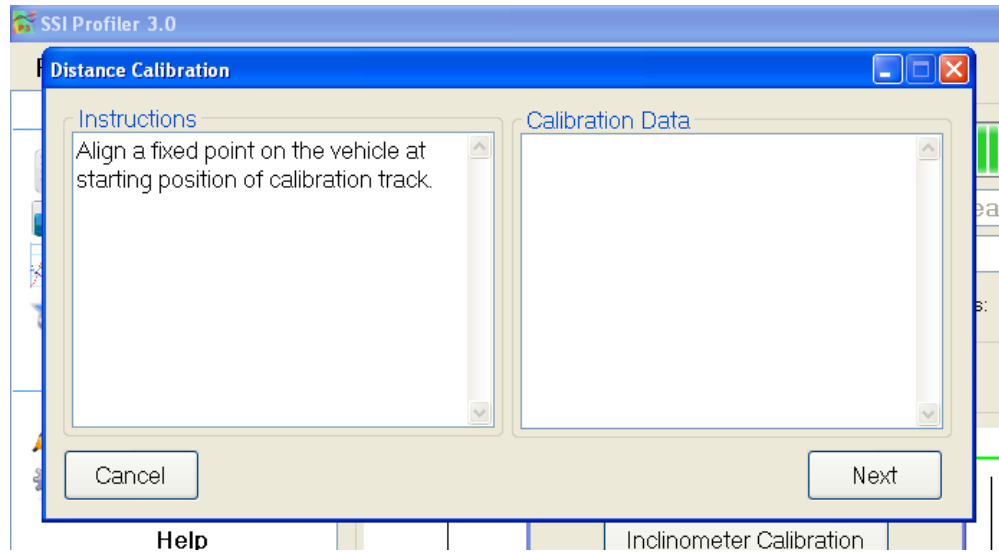 SSI Profiler 3.0
Distance Calibration
Instructions
Align a fixed point on the vehicle at
starting position of calibration track.
Calibration Data
Cancel
Next
Help
Inclinometer Calibration